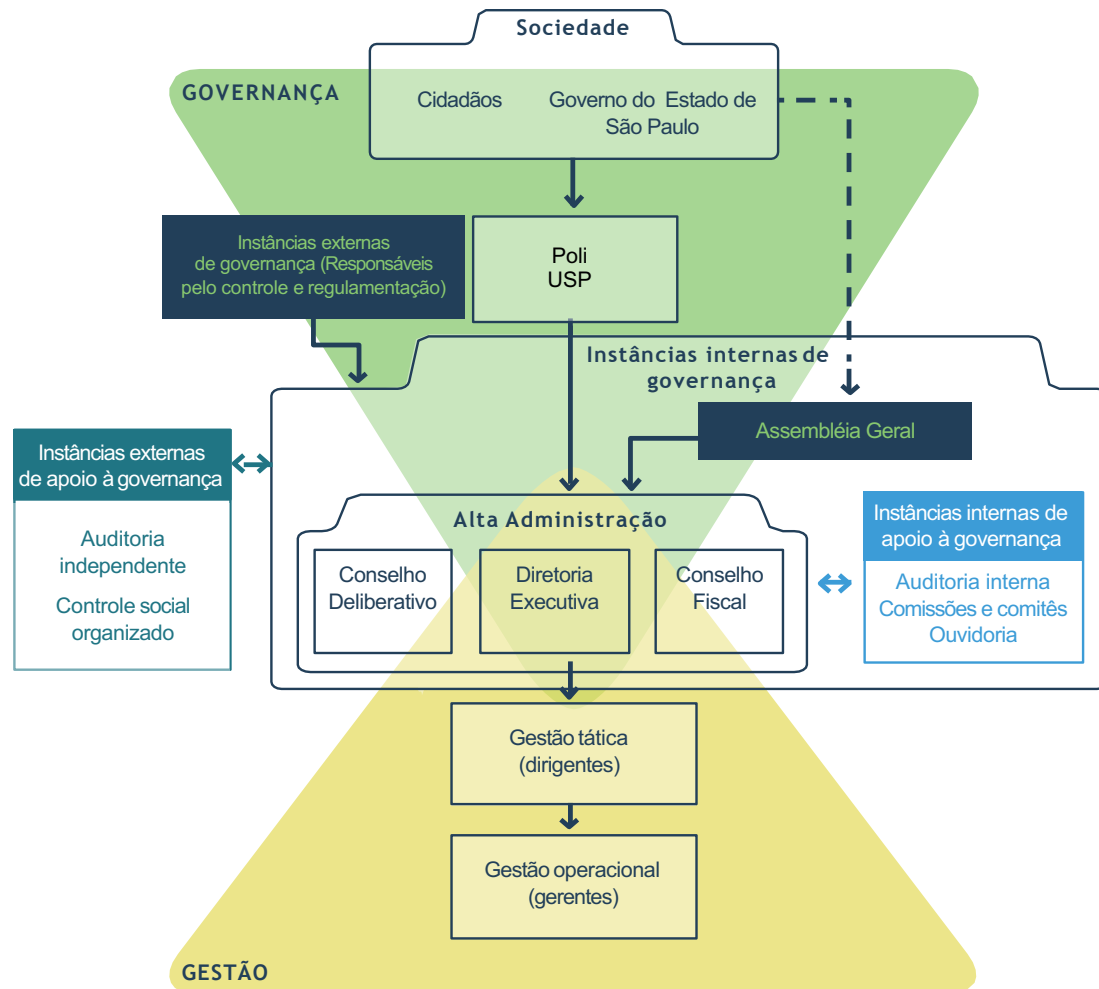 Sociedade
GOVERNANÇA
Cidadãos
Governo do Estado de
São Paulo
Instâncias externas
de governança (Responsáveis
pelo controle e regulamentação)
Poli
USP
Instâncias internas de
governança
Assembléia Geral
Instâncias externas
de apoio à governança
Auditoria
independente
Controle social
organizado
Alta Administração
Conselho
Deliberativo
Diretoria
Executiva
Conselho
Fiscal
Instâncias internas de
apoio à governança
Auditoria interna
Comissões e comitês
Ouvidoria
Gestão tática
(dirigentes)
Gestão operacional
(gerentes)
GESTÃO